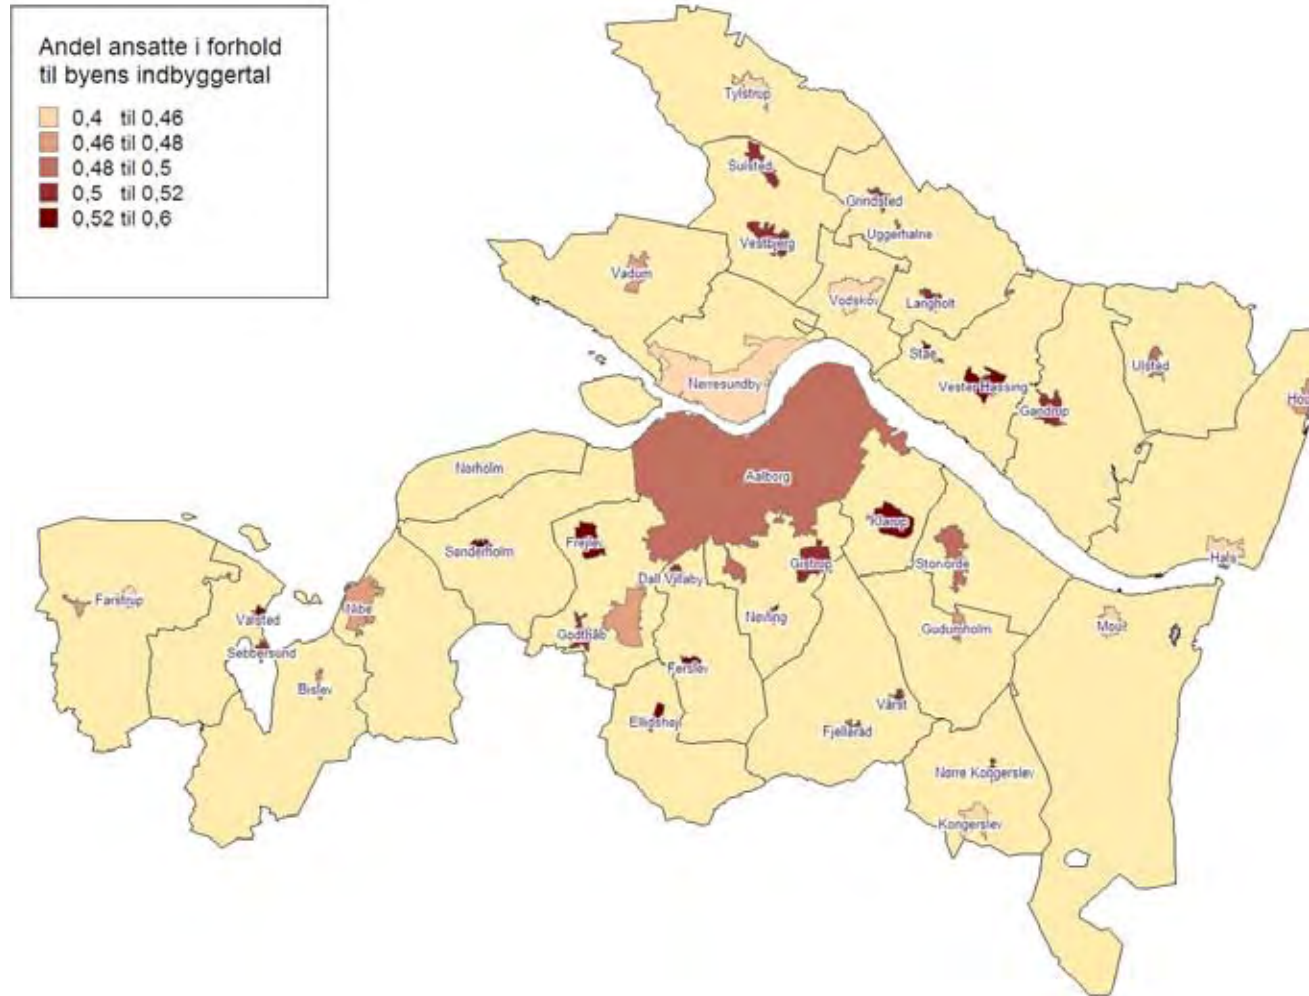 Andel ansatte i forhold
til byens indbyggertal
0,4 til 0,46
0,46 til 0,48
0,48 til 0,5
0,5 til 0,52
0,52 til 0,6
Tylstrup
Sulsted
Grindsted
Uggerhalne
Vestbjerg
Vadum
Vodskov
Langholt
Stae
Ulsted
Nørresundby
Vester Hassing
Gandrup
Hou
Aalborg
Nørholm
Klarup
Sønderholm
Frejlev
Gistrup
Storvorde
Hals
Dall Villaby
Farstrup
Valsted
Nibe
Nøvling
Gudumholm
Mou
Godthåb
Sebbersund
Ferslev
Bislev
Vårst
Ellidshøj
Fjellerad
Nørre Kongerslev
Kongerslev